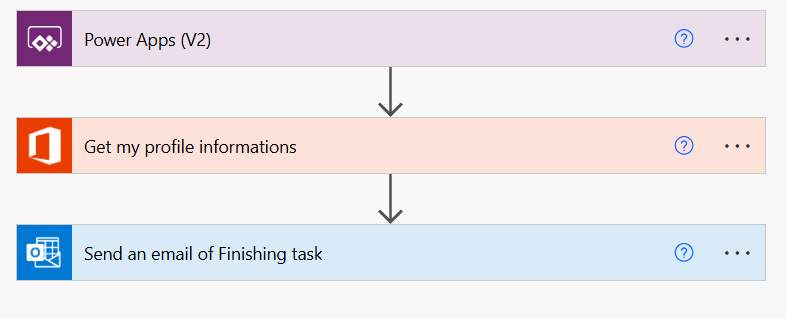 Power Apps (V2)
Get my profile informations
Send an email of Finishing task